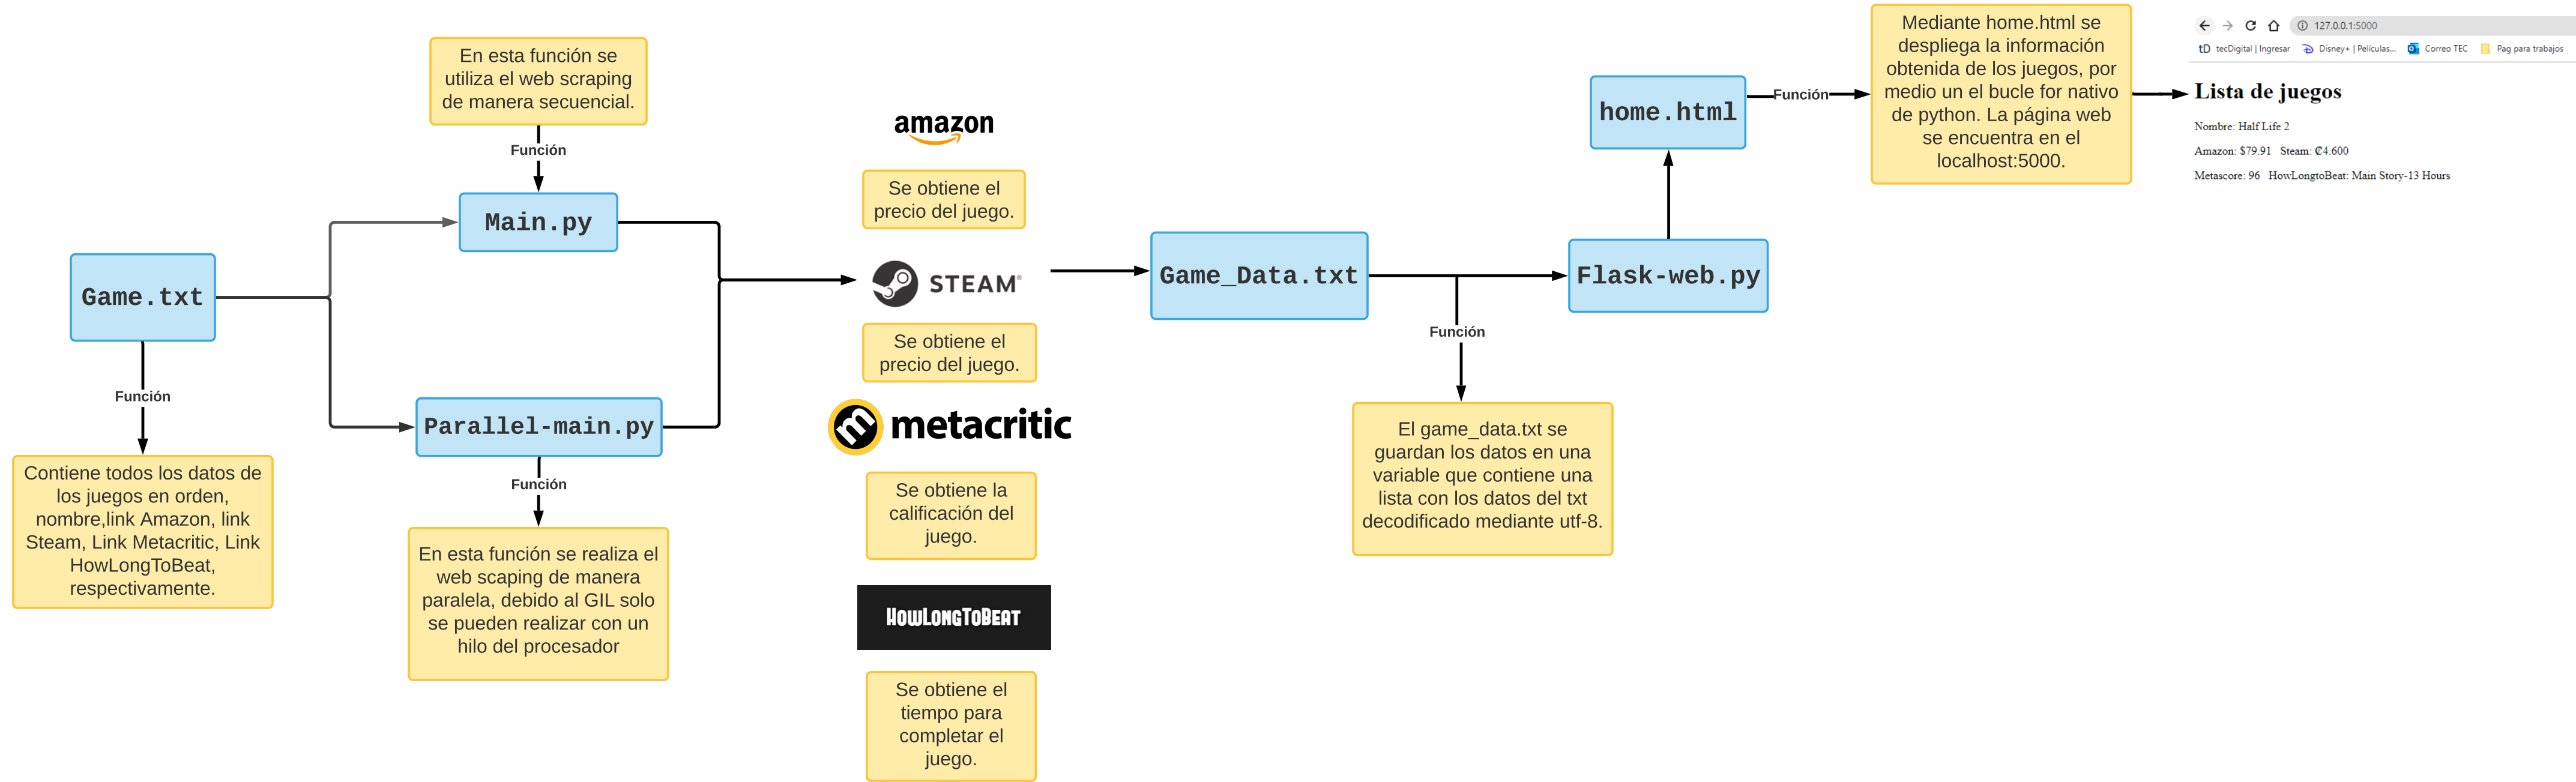 En esta función se
utiliza el web scraping
de manera secuencial.
Función
Main.py
Game.txt
Función
Contiene todos los datos de
los juegos en orden,
nombre,link Amazon, link
Steam, Link Metacritic, Link
HowLongToBeat,
respectivamente.
Parallel-main.py
Función
En esta función se realiza el
web scaping de manera
paralela, debido al GIL solo
se pueden realizar con un
hilo del procesador
amazon
Se obtiene el
precio del juego.
STEAM®
Se obtiene el
precio del juego.
metacritic
Se obtiene la
calificación del
juego.
HowLongToBeat
Se obtiene el
tiempo para
completar el
juego.
Game_Data.txt
Función
El game_data.txt se
guardan los datos en una
variable que contiene una
lista con los datos del txt
decodificado mediante utf-8.
Flask-web.py
home.html
Función
Mediante home.html se
despliega la información
obtenida de los juegos, por
medio un el bucle for nativo
de python. La página web
se encuentra en el
localhost:5000.
127.0.0.1:5000
tD tecDigital | Ingresar Disney+ | Películas... Correo TEC Pag para trabajos
Lista de juegos
Nombre: Half Life 2
Amazon: $79.91 Steam: ₡4.600
Metascore: 96 HowLongtoBeat: Main Story-13 Hours